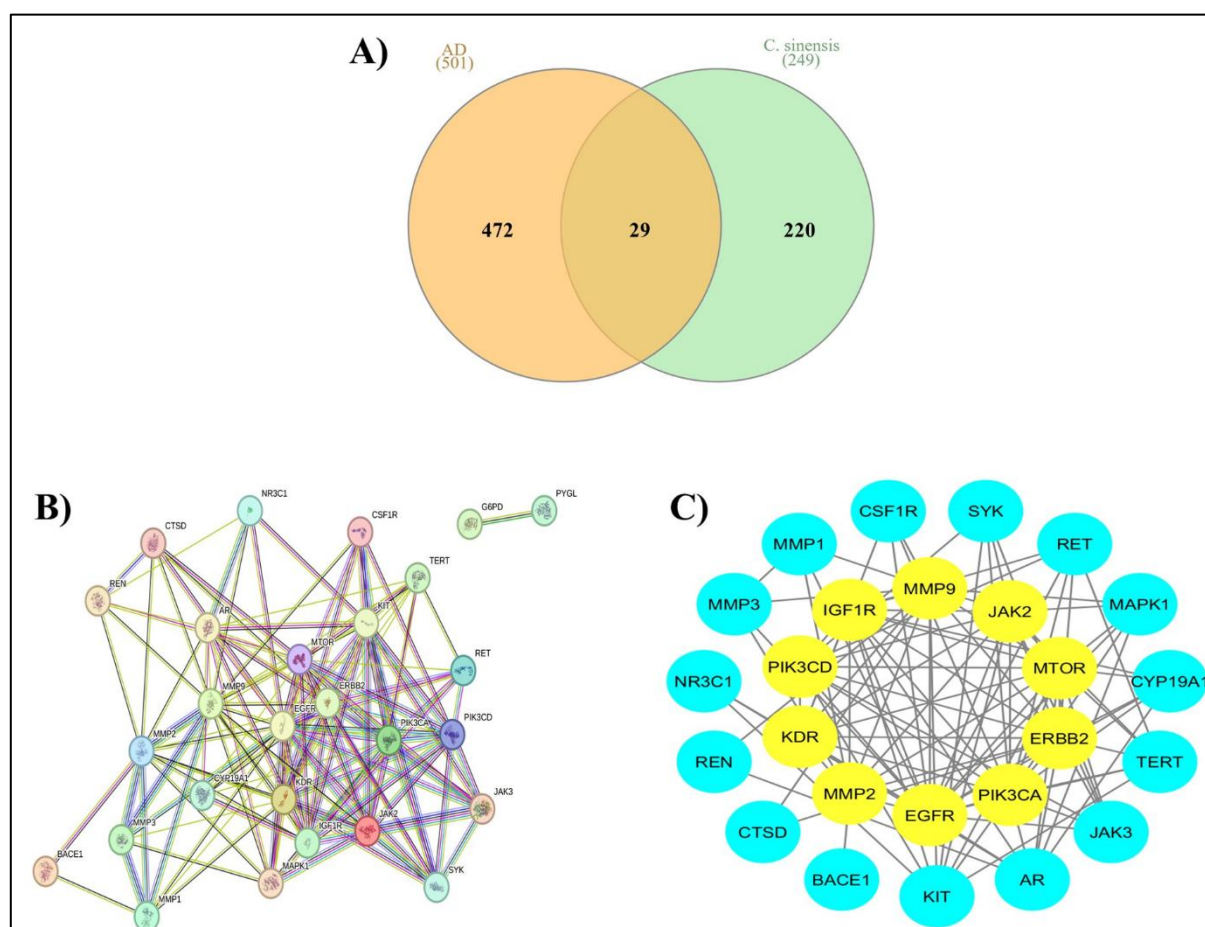 A)
AD
(501)
C. sinensis
(249)
472
29
220
B)
NR3C1
CSF1R
G6PD
PYGL
CTSD
TERT
REN
AR
KIT
MTOR
RET
MMP9
ERBB2
EGFR
PIK3CA
PIK3CD
MMP2
CYP19A1
KDR
JAK2
JAK3
MMP3
IGF1R
BACE1
MAPK1
SYK
MMP1
C)
CSF1R
SYK
MMP1
RET
MMP9
IGF1R
JAK2
MMP3
MAPK1
PIK3CD
MTOR
NR3C1
CYP19A1
KDR
ERBB2
REN
TERT
MMP2
PIK3CA
EGFR
CTSD
JAK3
BACE1
AR
KIT